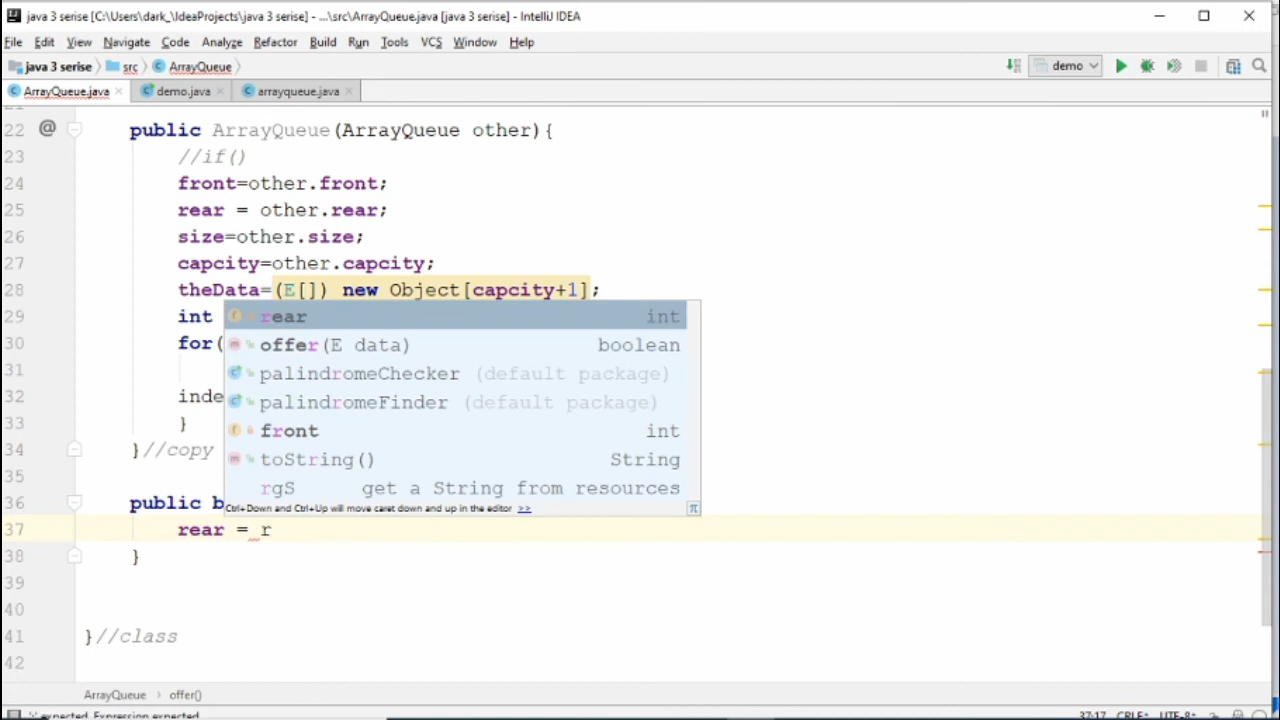 java 3 serise [C:\Users\dark_\IdeaProjects\java 3 serise] - ...\src\ArrayQueue.java [java 3 serise] - IntelliJ IDEA
File Edit View Navigate Code Analyze Refactor Build Run Tools VCS Window Help
java 3 serise src ArrayQueue demo
ArrayQueue.java demo.java arrayqueue.java
22 @ public ArrayQueue(ArrayQueue other){
23 //if()
24 front=other.front;
25 rear = other.rear;
26 size=other.size;
27 capcity=other.capcity;
28 theData=(E[]) new Object[capcity+1];
29 int
rear int
30 for(
offer(E data) boolean
31
palindromeChecker (default package)
32 inde
palindromeFinder (default package)
33 }
front int
34 }//copy
toString() String
35
rgS get a String from resources
36 public b
Ctrl+Down and Ctrl+Up will move caret down and up in the editor >> π
37 rear = r
38 }
39
40
41 }//class
42
ArrayQueue › offer()
expected. Expression expected. 37:17 CRLF÷ UTF-8÷